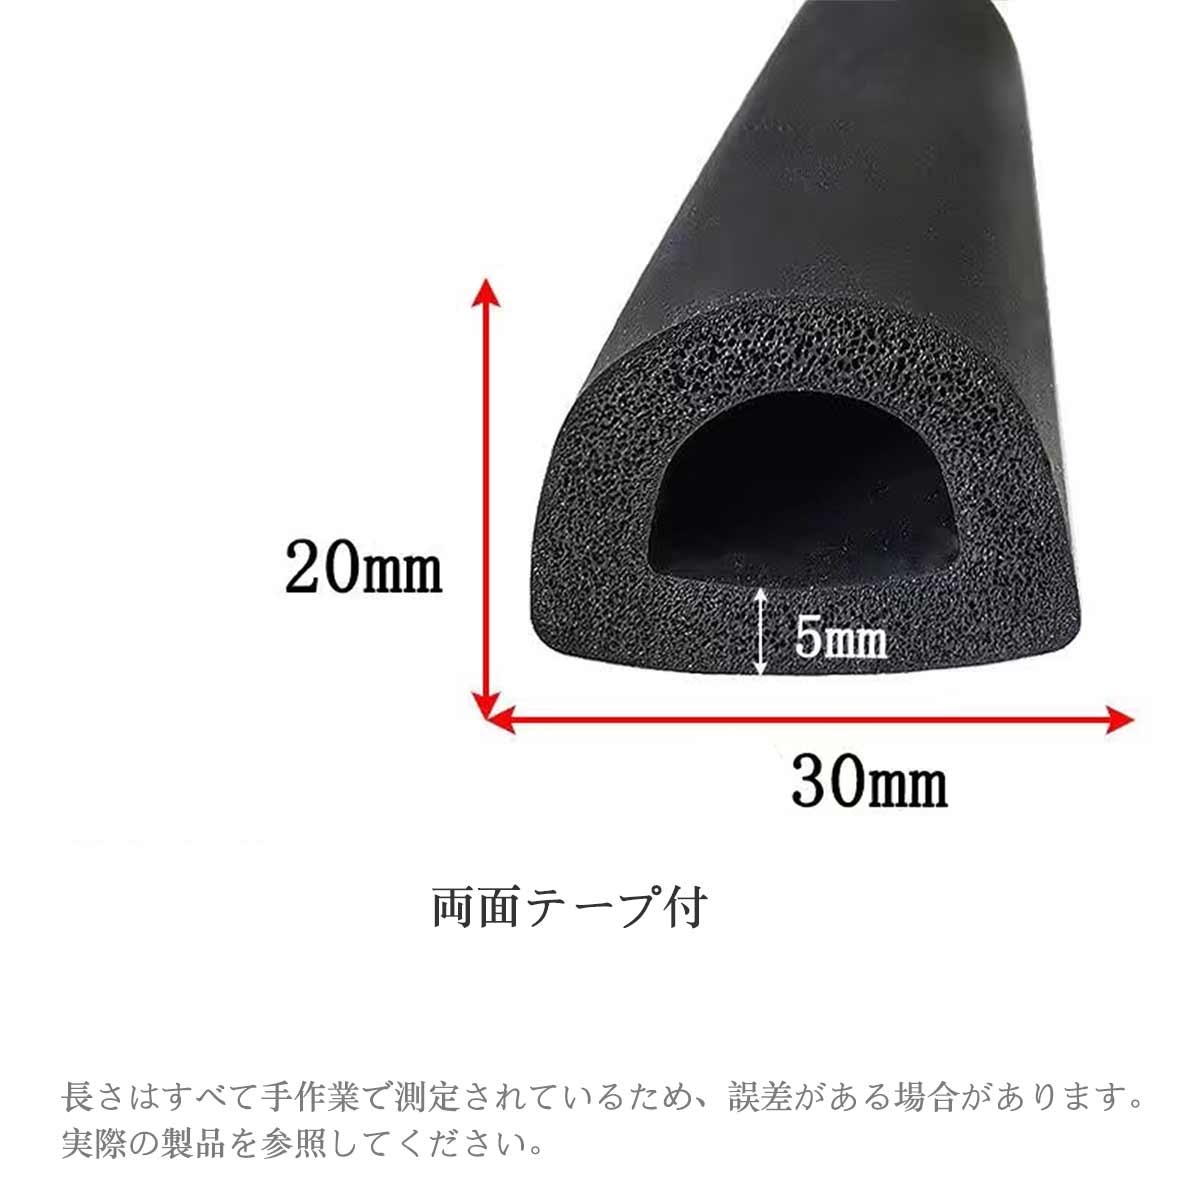 20mm
5mm
30mm
両面テープ付
長さはすべて手作業で測定されているため、誤差がある場合があります。
実際の製品を参照してください。